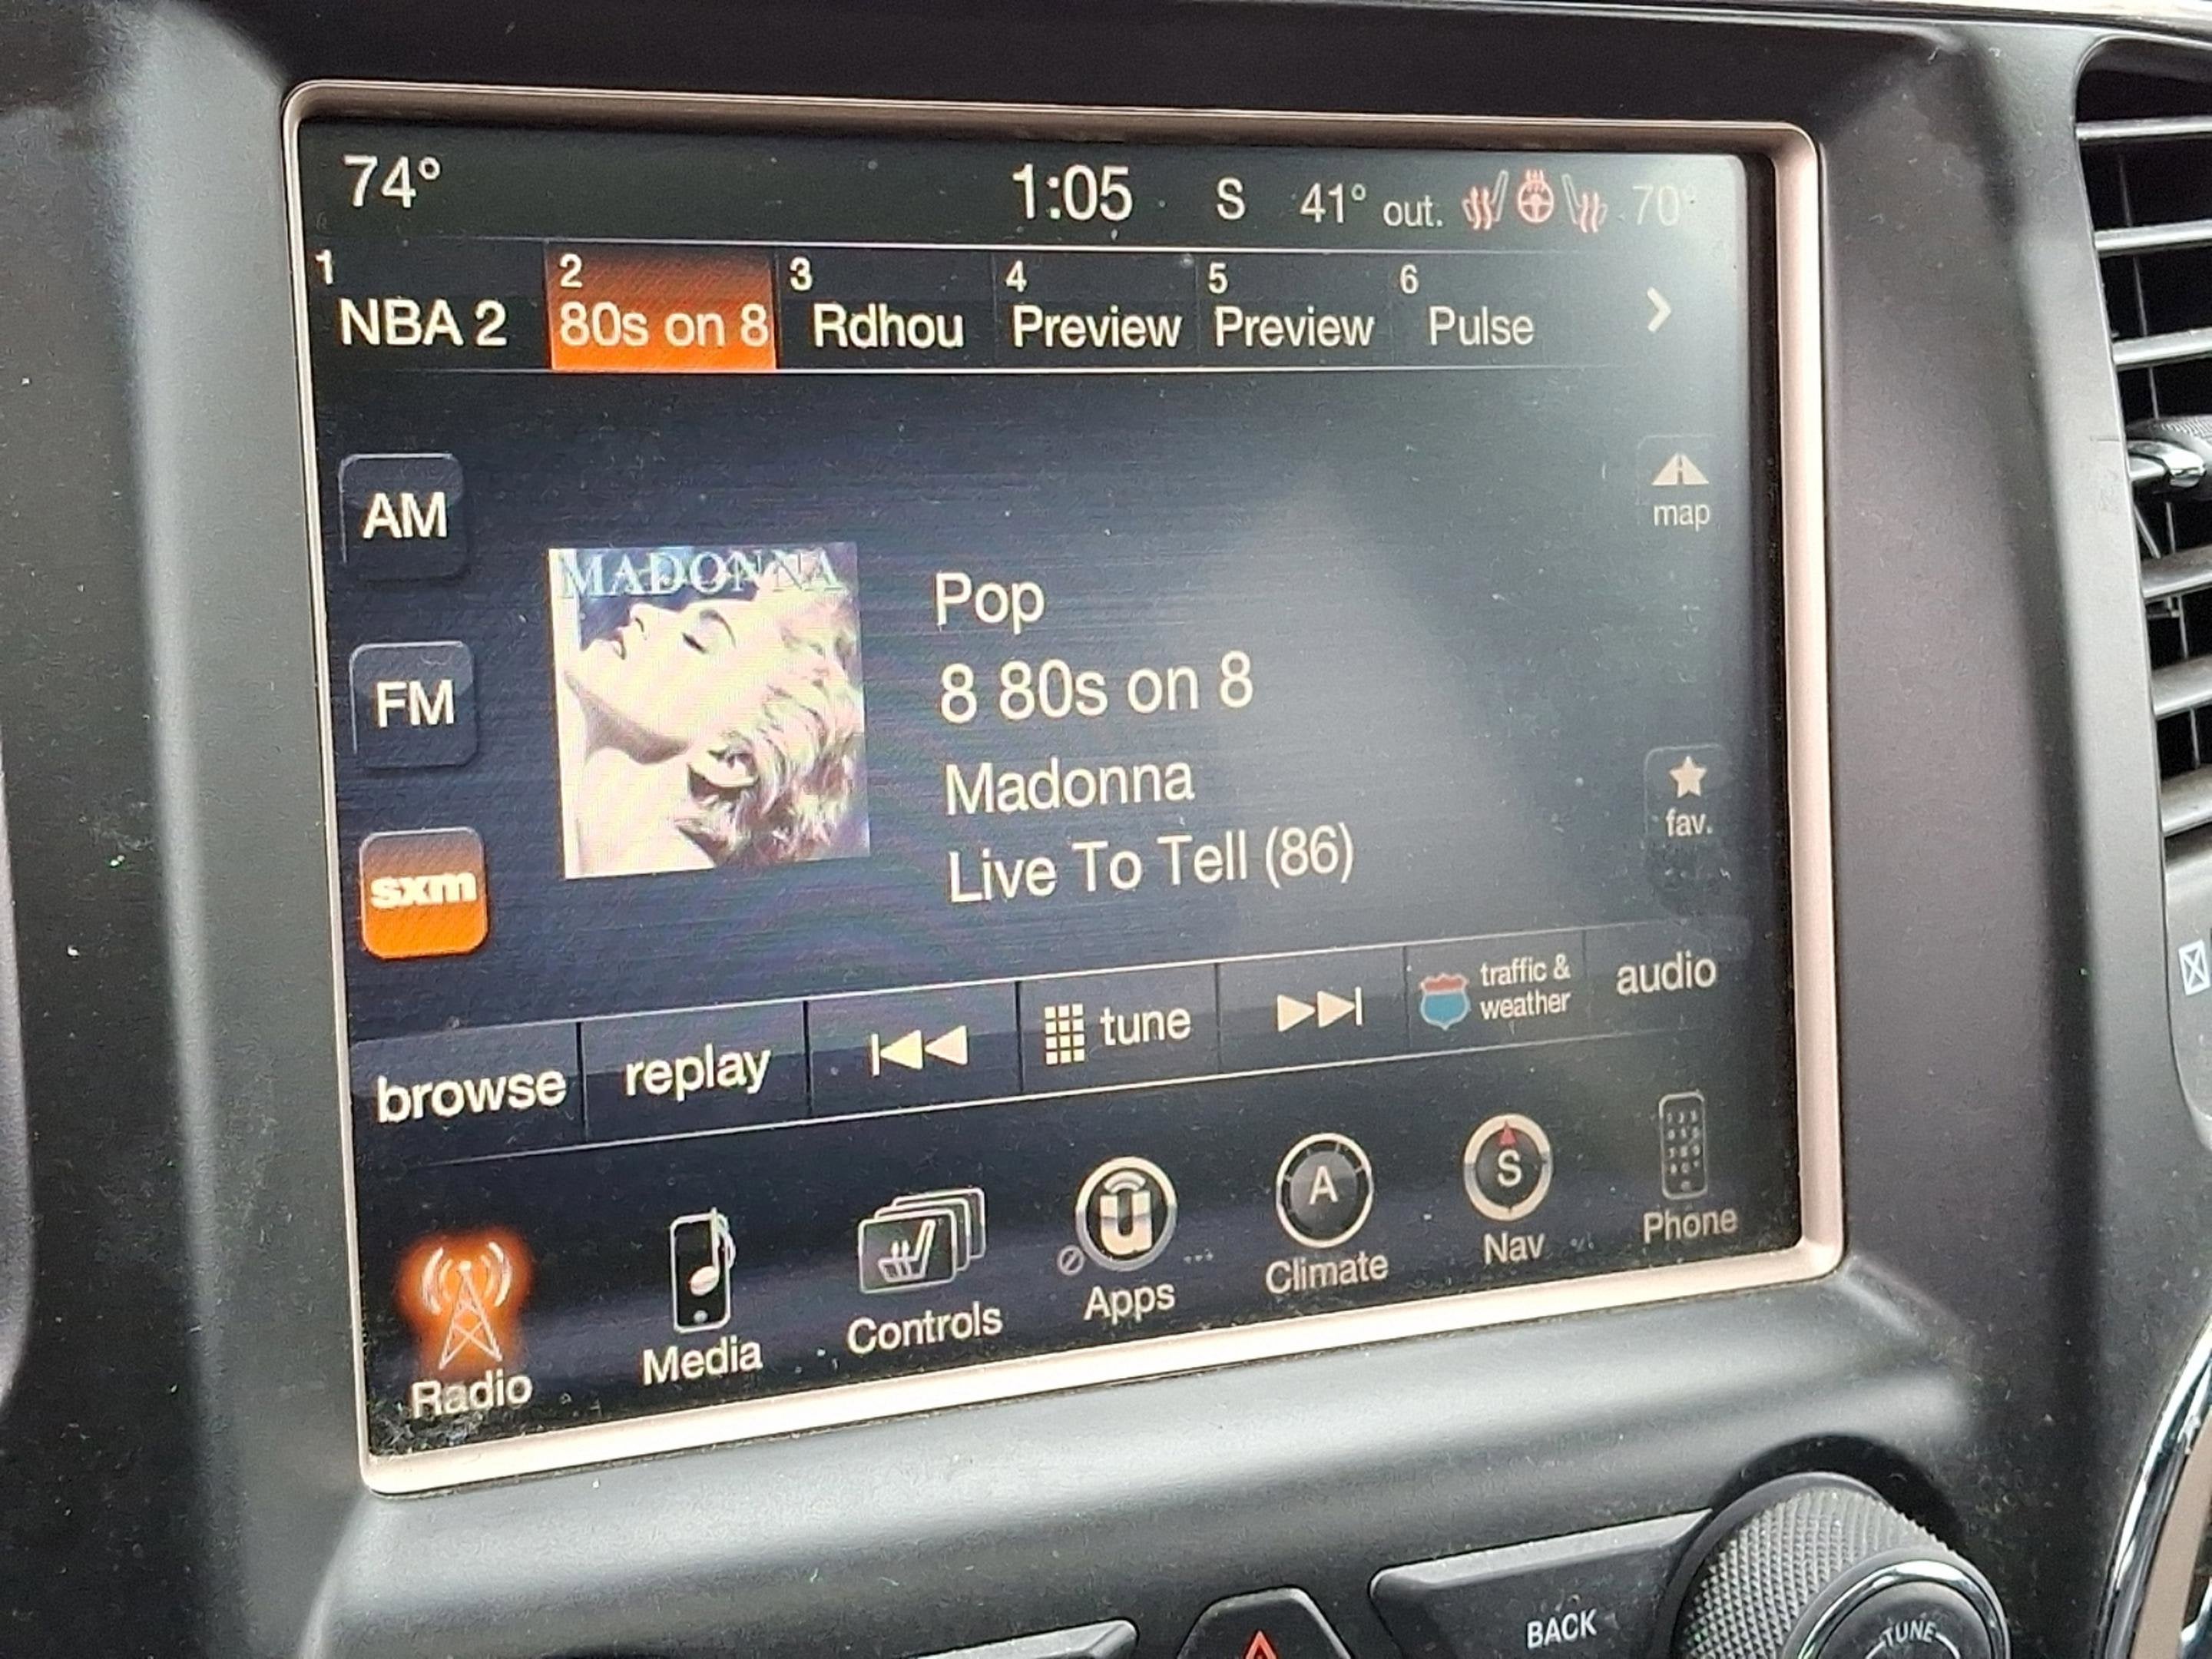 74° 1:05 S 41° out. 70°
1 2 3 4 5 6
NBA 2 80s on 8 Rdhou Preview Preview Pulse
AM
map
MADONNA
Pop
FM
8 80s on 8
Madonna
fav.
Live To Tell (86)
sxm
browse replay tune traffic & weather audio
Radio Media Controls Apps Climate Nav Phone
U A S
BACK
TUNE